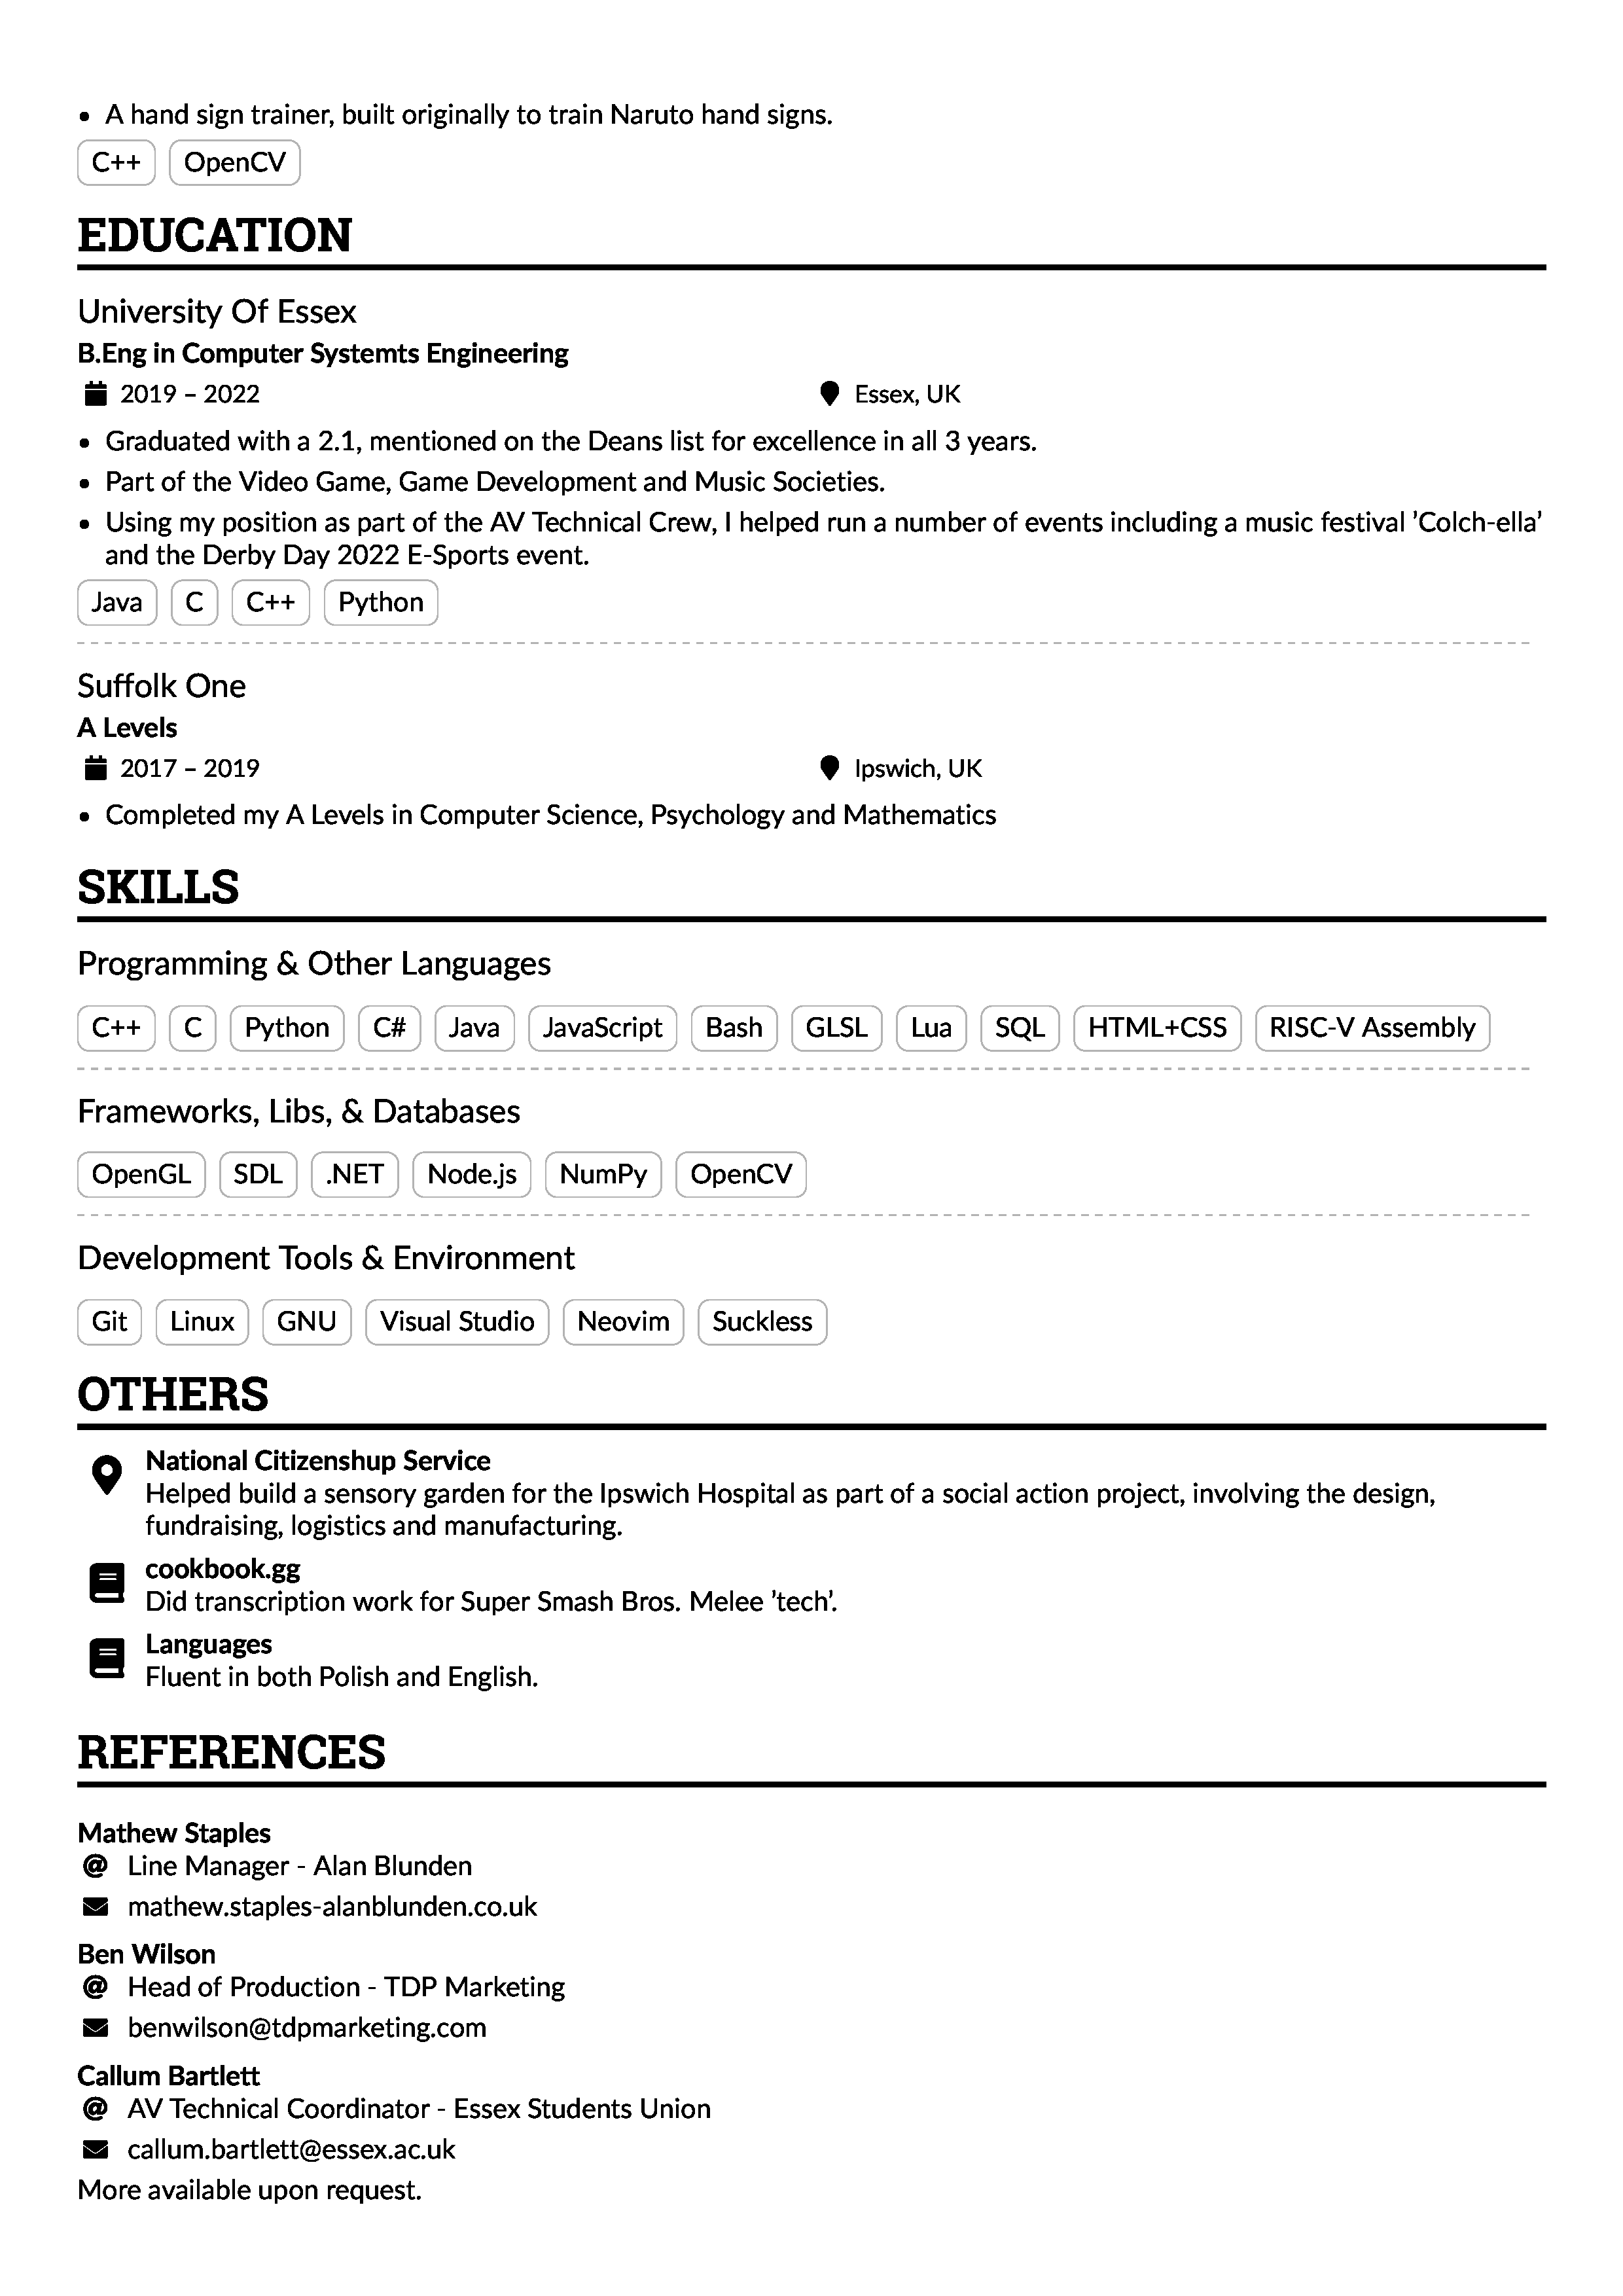 • A hand sign trainer, built originally to train Naruto hand signs.
C++ OpenCV
EDUCATION
University Of Essex
B.Eng in Computer Systemts Engineering
2019 – 2022 Essex, UK
• Graduated with a 2.1, mentioned on the Deans list for excellence in all 3 years.
• Part of the Video Game, Game Development and Music Societies.
• Using my position as part of the AV Technical Crew, I helped run a number of events including a music festival ’Colch-ella’
and the Derby Day 2022 E-Sports event.
Java C C++ Python
Suffolk One
A Levels
2017 – 2019 Ipswich, UK
• Completed my A Levels in Computer Science, Psychology and Mathematics
SKILLS
Programming & Other Languages
C++ C Python C# Java JavaScript Bash GLSL Lua SQL HTML+CSS RISC-V Assembly
Frameworks, Libs, & Databases
OpenGL SDL .NET Node.js NumPy OpenCV
Development Tools & Environment
Git Linux GNU Visual Studio Neovim Suckless
OTHERS
National Citizenshup Service
Helped build a sensory garden for the Ipswich Hospital as part of a social action project, involving the design,
fundraising, logistics and manufacturing.
cookbook.gg
Did transcription work for Super Smash Bros. Melee ’tech’.
Languages
Fluent in both Polish and English.
REFERENCES
Mathew Staples
@ Line Manager - Alan Blunden
mathew.staples-alanblunden.co.uk
Ben Wilson
@ Head of Production - TDP Marketing
benwilson@tdpmarketing.com
Callum Bartlett
@ AV Technical Coordinator - Essex Students Union
callum.bartlett@essex.ac.uk
More available upon request.